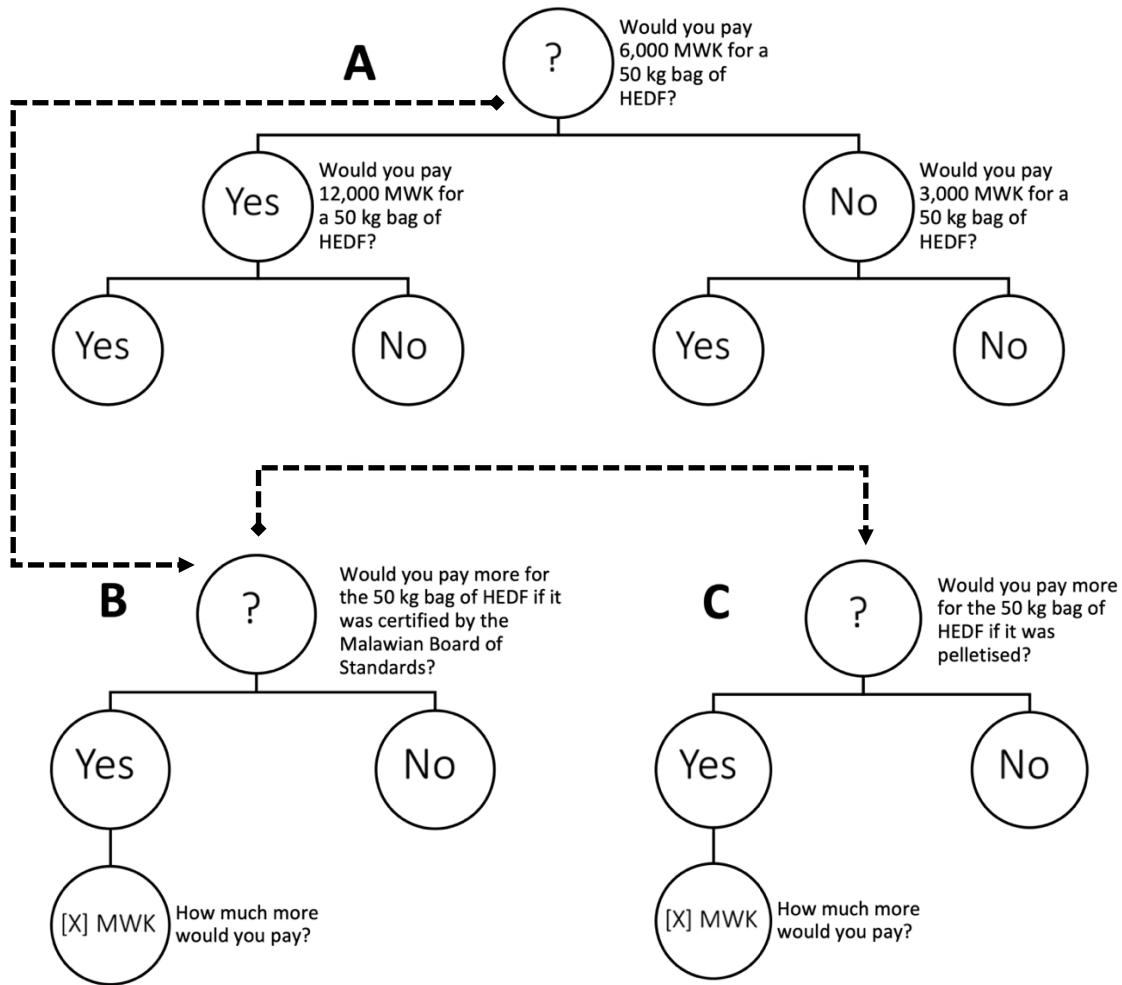 A
?
Would you pay
6,000 MWK for a
50 kg bag of
HEDF?
Yes
Would you pay
12,000 MWK for
a 50 kg bag of
HEDF?
No
Would you pay
3,000 MWK for a
50 kg bag of
HEDF?
Yes
No
Yes
No
B
?
Would you pay more for
the 50 kg bag of HEDF if it
was certified by the
Malawian Board of
Standards?
C
?
Would you pay more
for the 50 kg bag of
HEDF if it was
pelletised?
Yes
No
Yes
No
[X] MWK
How much more
would you pay?
[X] MWK
How much more
would you pay?